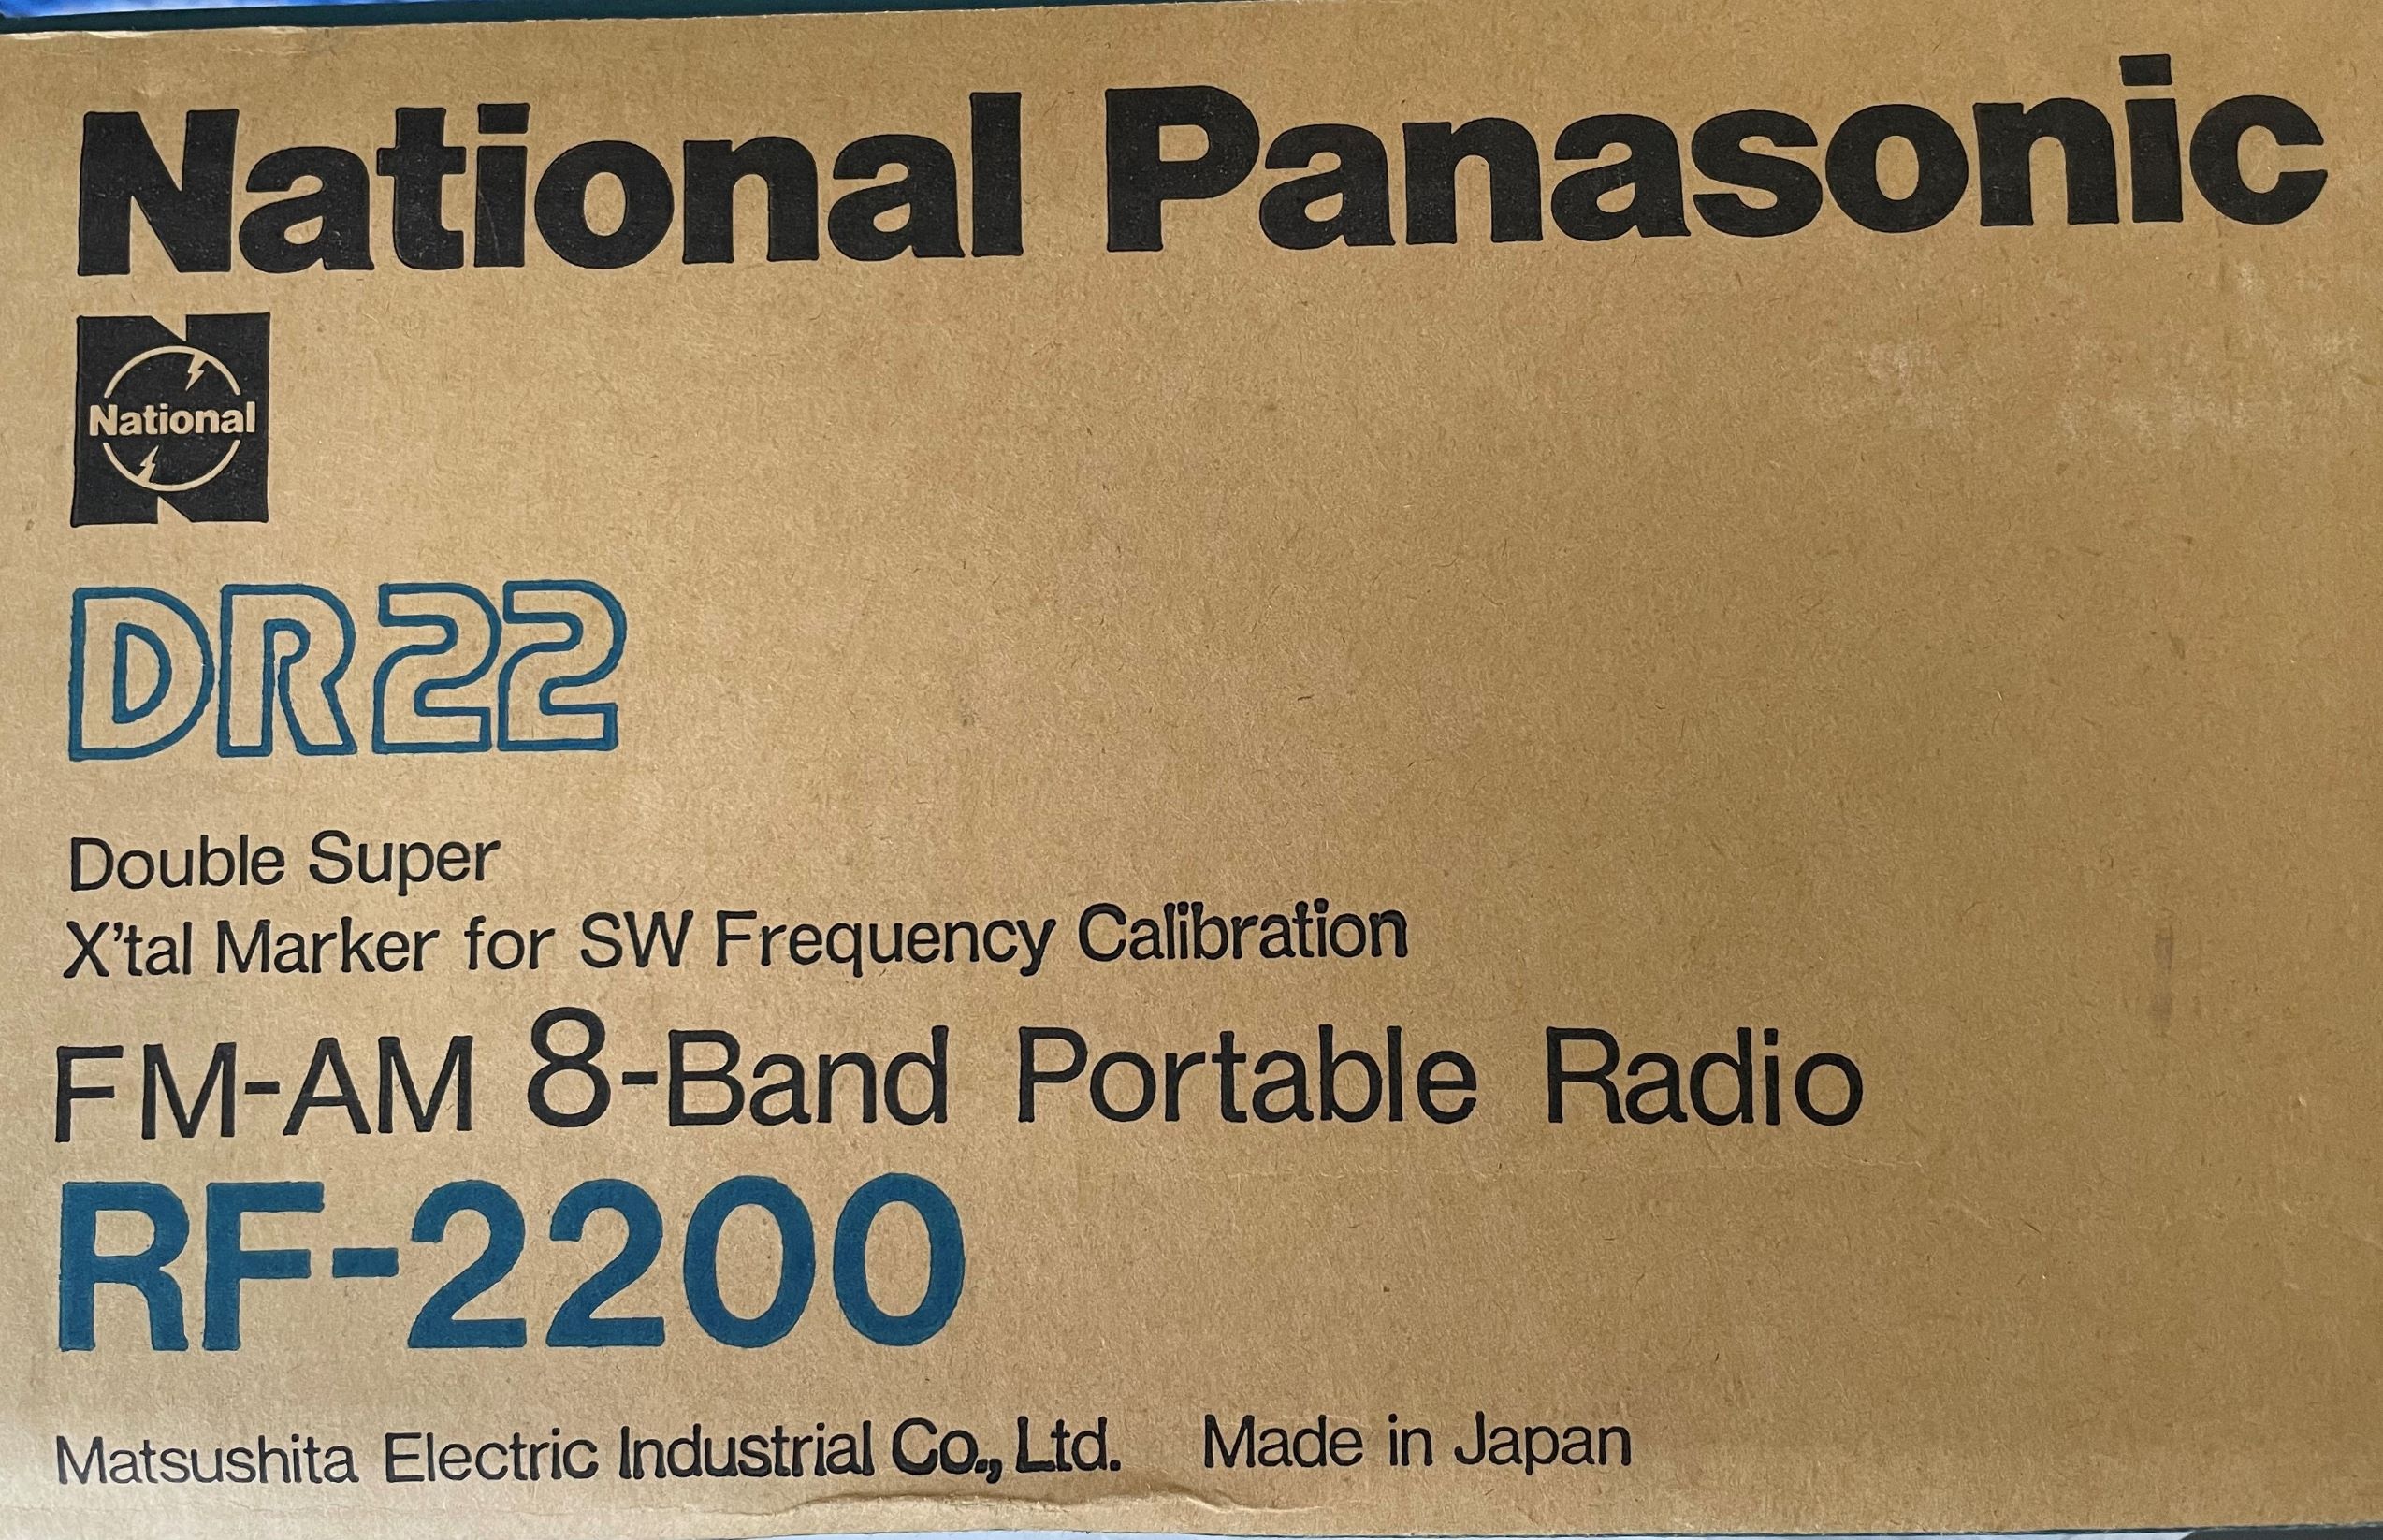 National Panasonic
National
DR22
Double Super
X'tal Marker for SW Frequency Calibration
FM-AM 8-Band Portable Radio
RF-2200
Matsushita Electric Industrial Co., Ltd. Made in Japan